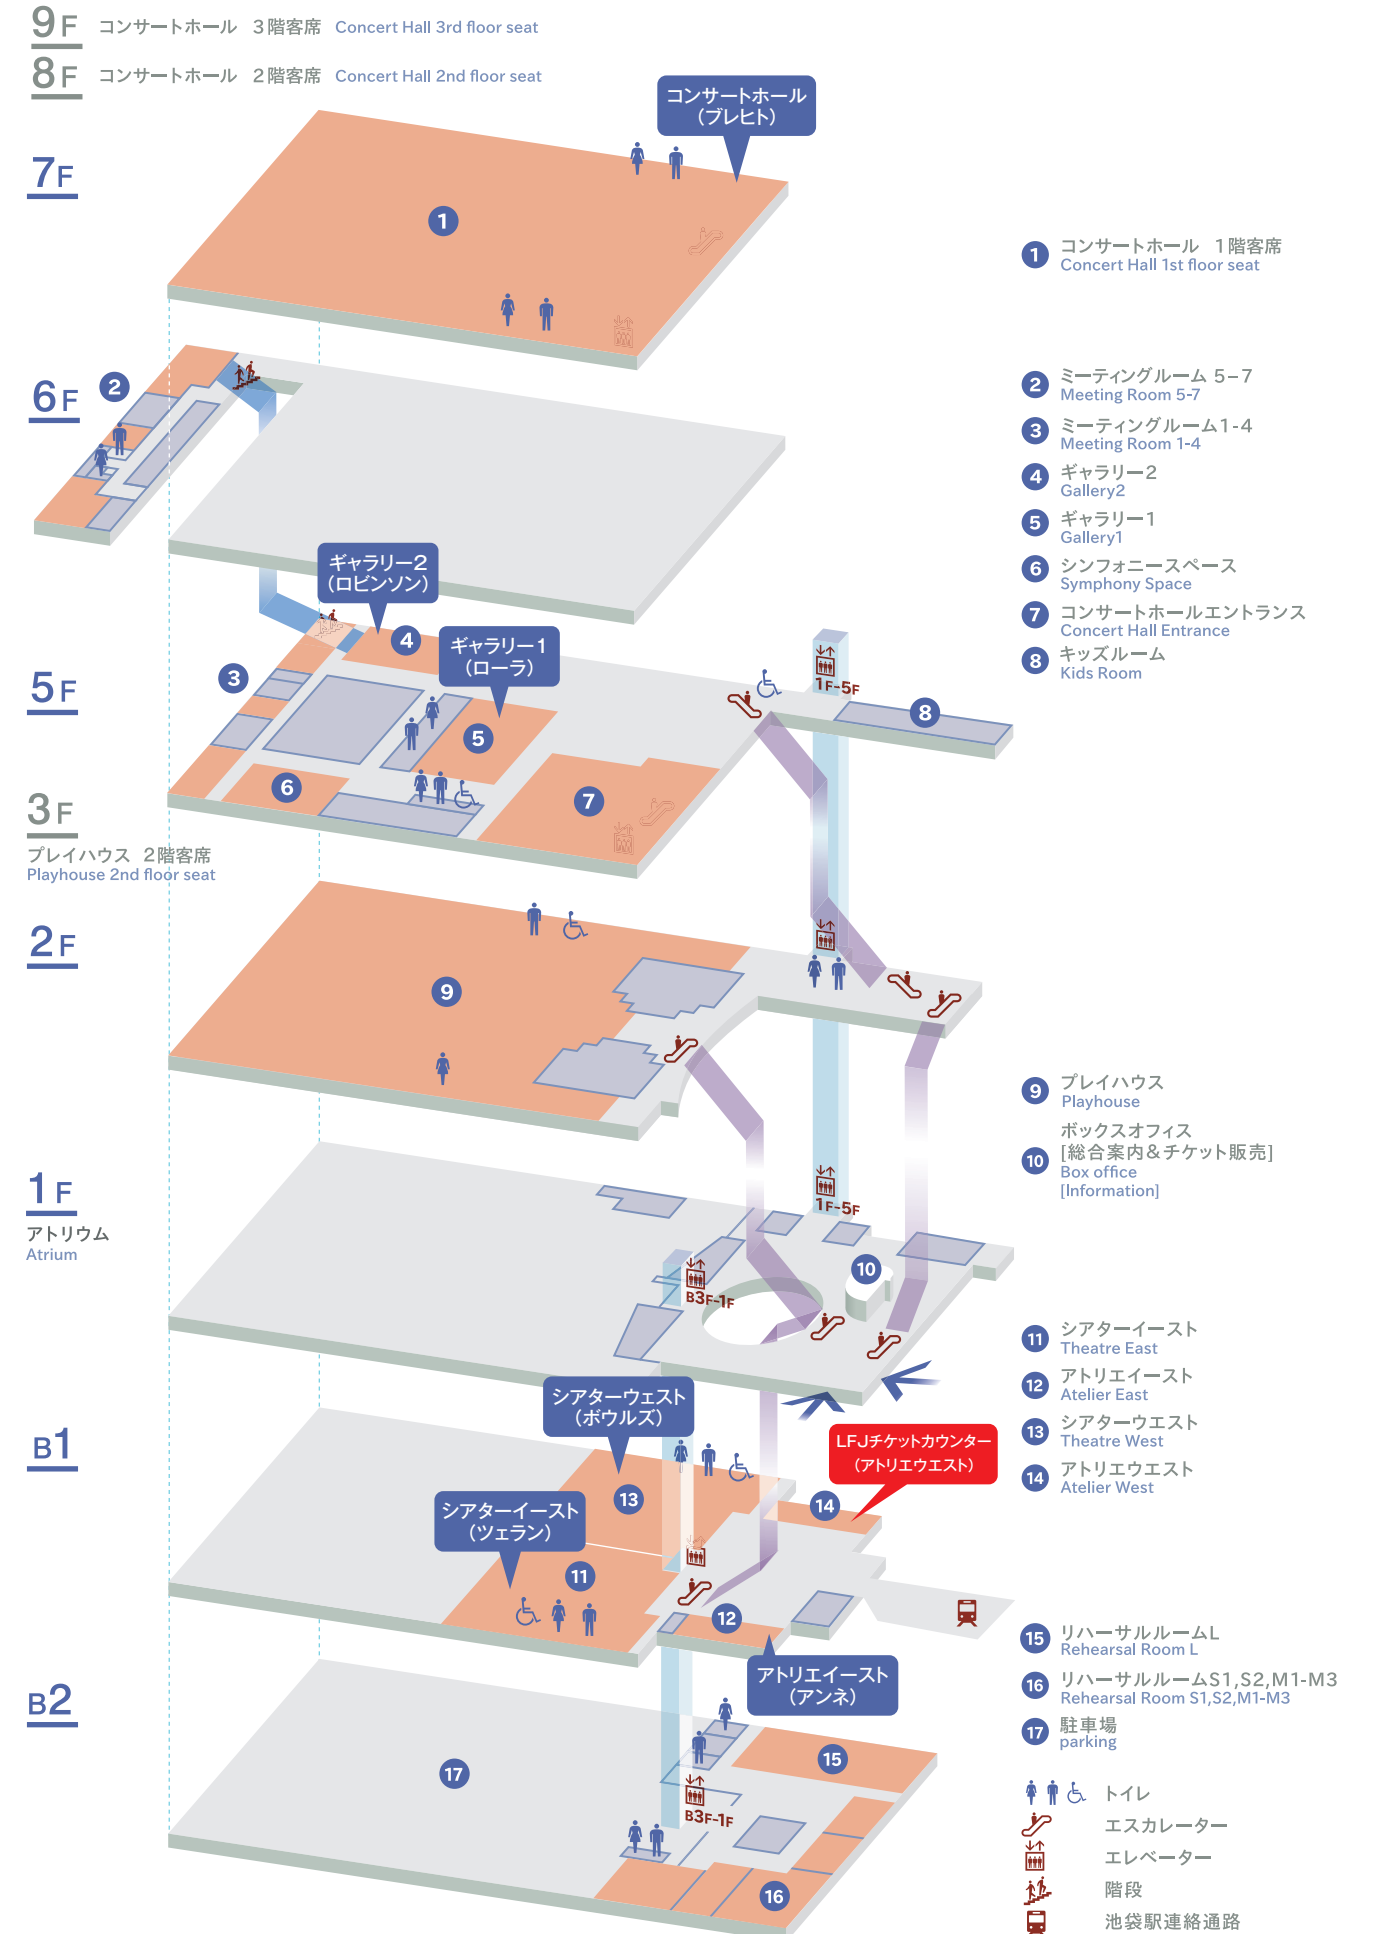 9F コンサートホール 3階客席 Concert Hall 3rd floor seat
8F コンサートホール 2階客席 Concert Hall 2nd floor seat
コンサートホール
（ブレヒト）
7F
1
1 コンサートホール 1階客席
Concert Hall 1st floor seat
6F
2
2 ミーティングルーム 5-7
Meeting Room 5-7
3 ミーティングルーム1-4
Meeting Room 1-4
4 ギャラリー2
Gallery2
5 ギャラリー1
Gallery1
6 シンフォニースペース
Symphony Space
7 コンサートホールエントランス
Concert Hall Entrance
8 キッズルーム
Kids Room
ギャラリー2
（ロビンソン）
4
ギャラリー1
（ローラ）
5F
3
1F-5F
8
5
6
7
3F
プレイハウス 2階客席
Playhouse 2nd floor seat
2F
9
9 プレイハウス
Playhouse
10 ボックスオフィス
[総合案内&チケット販売]
Box office
[Information]
1F
アトリウム
Atrium
1F-5F
10
B3F-1F
11 シアターイースト
Theatre East
12 アトリエイースト
Atelier East
13 シアターウエスト
Theatre West
14 アトリエウエスト
Atelier West
シアターウェスト
（ボウルズ）
B1
LFJチケットカウンター
（アトリエウエスト）
13
14
シアターイースト
（ツェラン）
11
12
アトリエイースト
（アンネ）
15 リハーサルルームL
Rehearsal Room L
16 リハーサルルームS1,S2,M1-M3
Rehearsal Room S1,S2,M1-M3
17 駐車場
parking
B2
17
15
B3F-1F
16
トイレ
エスカレーター
エレベーター
階段
池袋駅連絡通路